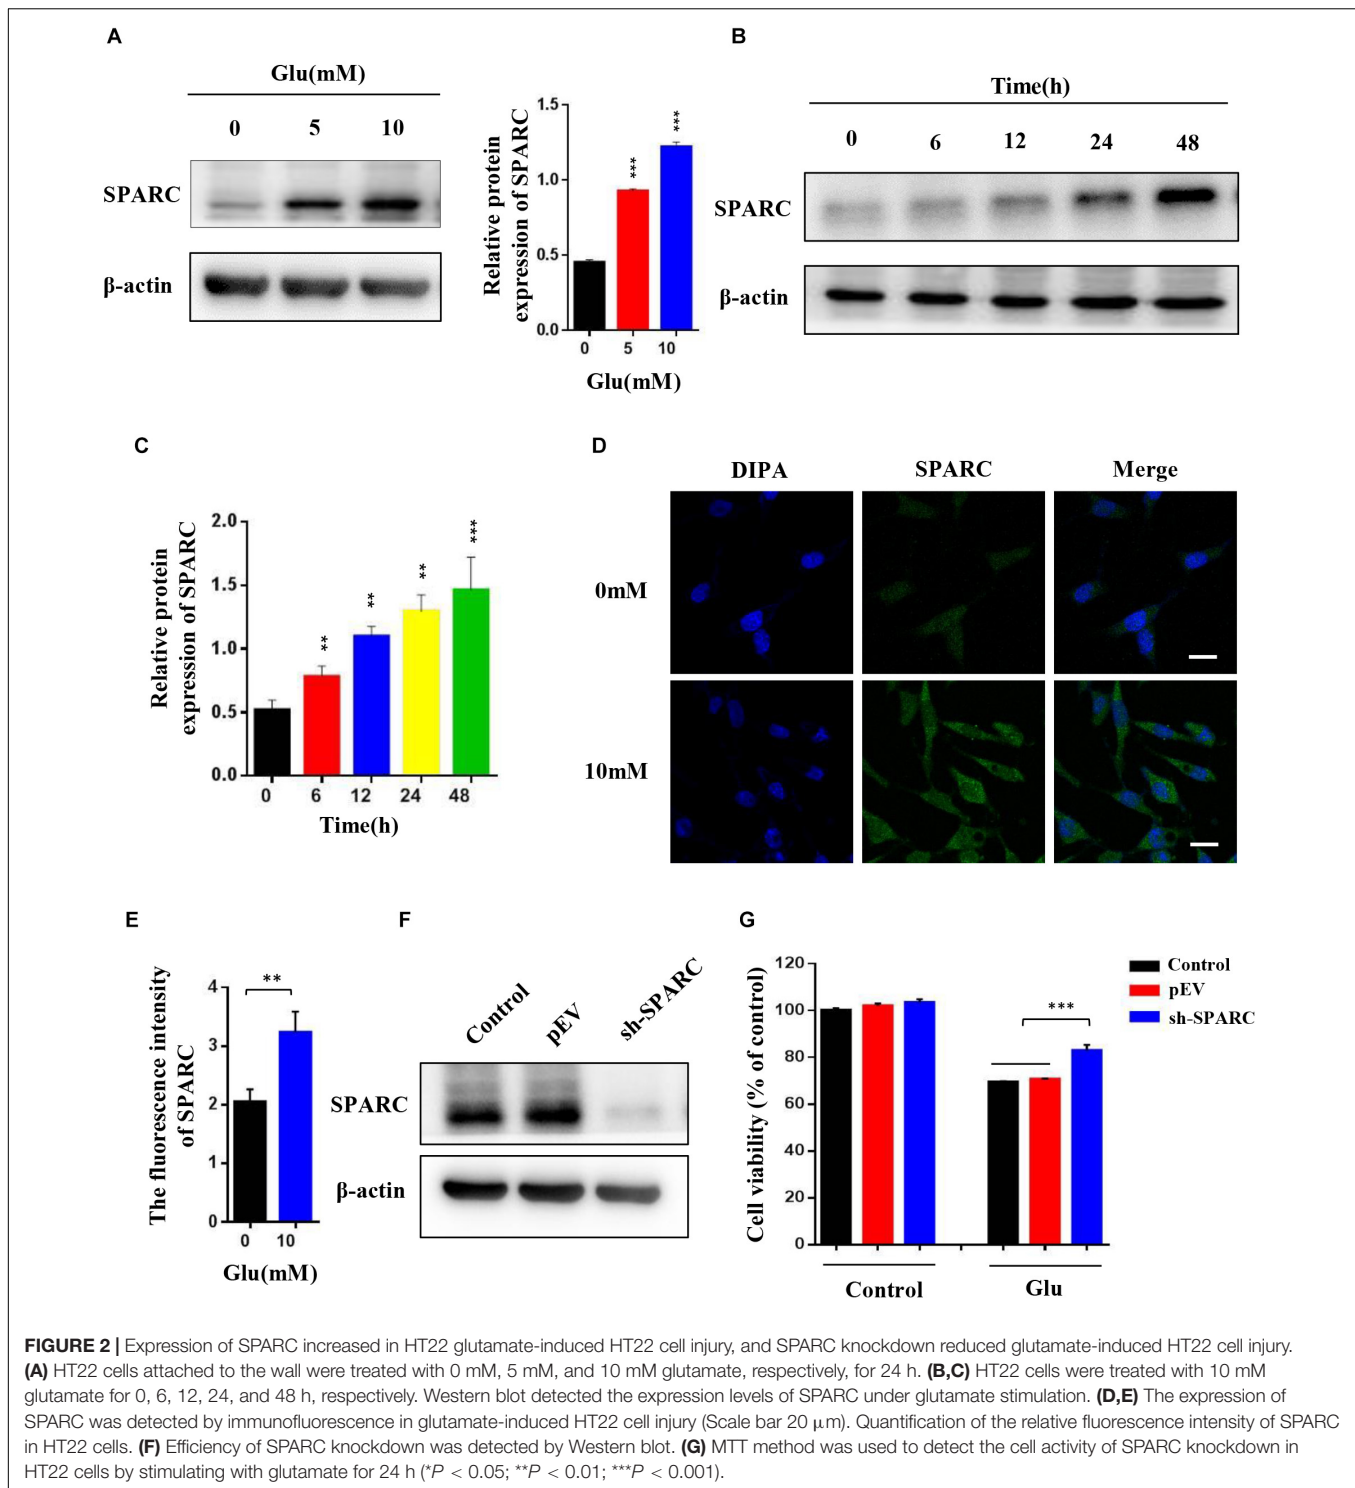 A
Glu(mM)
0 5 10
SPARC
β-actin
Relative protein
expression of SPARC
1.5
1.0
0.5
0.0
***
***
0 5 10
Glu(mM)
B
Time(h)
0 6 12 24 48
SPARC
β-actin
C
Relative protein
expression of SPARC
2.0
1.5
1.0
0.5
0.0
**
**
**
***
0 6 12 24 48
Time(h)
D
DIPA SPARC Merge
0mM
10mM
E
The fluorescence intensity
of SPARC
4
3
2
1
0
**
0 10
Glu(mM)
F
Control pEV sh-SPARC
SPARC
β-actin
G
Cell viability (% of control)
120
100
80
60
40
20
0
***
Control Glu
Control
pEV
sh-SPARC
FIGURE 2 | Expression of SPARC increased in HT22 glutamate-induced HT22 cell injury, and SPARC knockdown reduced glutamate-induced HT22 cell injury.
(A) HT22 cells attached to the wall were treated with 0 mM, 5 mM, and 10 mM glutamate, respectively, for 24 h. (B,C) HT22 cells were treated with 10 mM
glutamate for 0, 6, 12, 24, and 48 h, respectively. Western blot detected the expression levels of SPARC under glutamate stimulation. (D,E) The expression of
SPARC was detected by immunofluorescence in glutamate-induced HT22 cell injury (Scale bar 20 μm). Quantification of the relative fluorescence intensity of SPARC
in HT22 cells. (F) Efficiency of SPARC knockdown was detected by Western blot. (G) MTT method was used to detect the cell activity of SPARC knockdown in
HT22 cells by stimulating with glutamate for 24 h (*P < 0.05; **P < 0.01; ***P < 0.001).